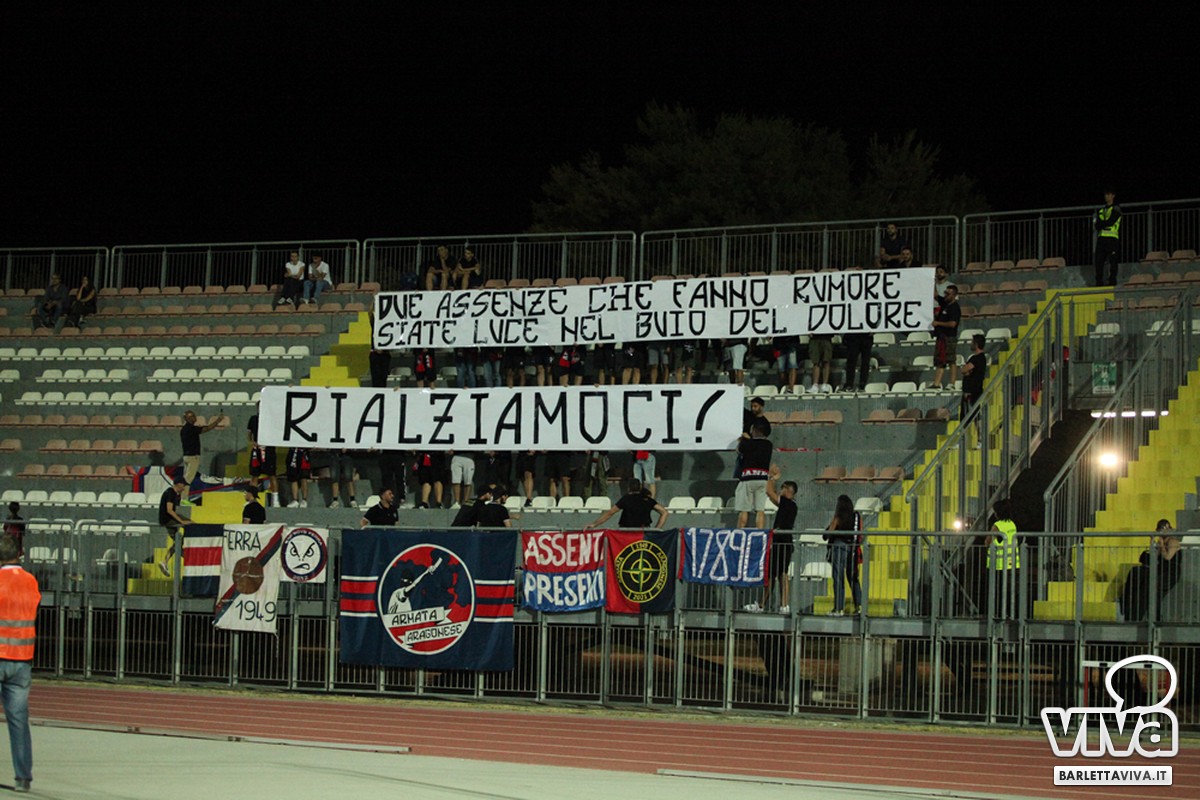 DUE ASSENZE CHE FANNO RUMORE
SIATE LUCE NEL BUIO DEL DOLORE
RIALZIAMOCI!
ERRA
1949
ARMATA
ARAGONESE
ASSENTI
PRESENTI
17890
VIVA
BARLETTAVIVA.IT